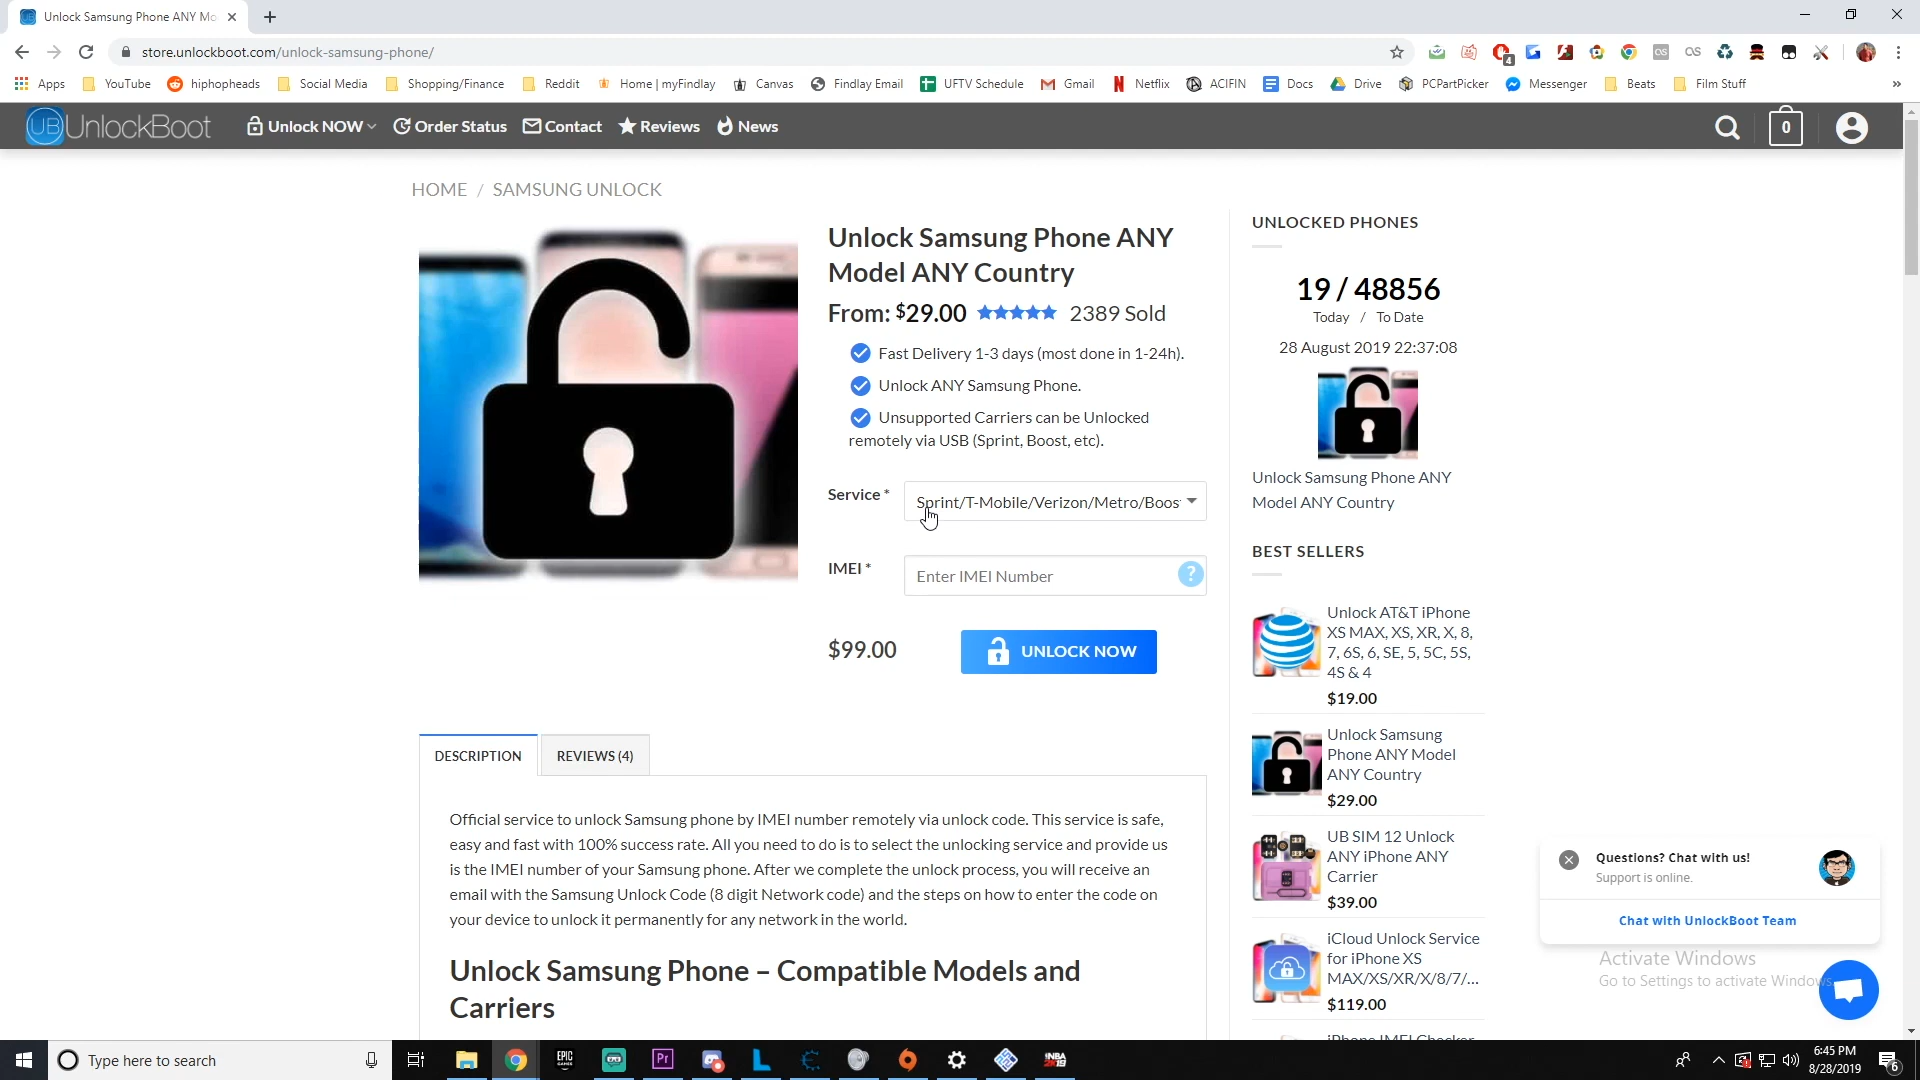 Unlock Samsung Phone ANY Mo
store.unlockboot.com/unlock-samsung-phone/
4
Apps
YouTube
hiphopheads
Social Media
Shopping/Finance
Reddit
Home | myFindlay
Canvas
Findlay Email
UFTV Schedule
Gmail
Netflix
ACIFIN
Docs
Drive
PCPartPicker
Messenger
Beats
Film Stuff
»
UB UnlockBoot
Unlock NOW
Order Status
Contact
Reviews
News
0
HOME / SAMSUNG UNLOCK
Unlock Samsung Phone ANY
Model ANY Country
From: $29.00 2389 Sold
Fast Delivery 1-3 days (most done in 1-24h).
Unlock ANY Samsung Phone.
Unsupported Carriers can be Unlocked
remotely via USB (Sprint, Boost, etc).
Service *
Sprint/T-Mobile/Verizon/Metro/Boos
IMEI *
Enter IMEI Number
?
$99.00
UNLOCK NOW
DESCRIPTION
REVIEWS (4)
Official service to unlock Samsung phone by IMEI number remotely via unlock code. This service is safe,
easy and fast with 100% success rate. All you need to do is to select the unlocking service and provide us
is the IMEI number of your Samsung phone. After we complete the unlock process, you will receive an
email with the Samsung Unlock Code (8 digit Network code) and the steps on how to enter the code on
your device to unlock it permanently for any network in the world.
Unlock Samsung Phone – Compatible Models and
Carriers
UNLOCKED PHONES
19 / 48856
Today / To Date
28 August 2019 22:37:08
Unlock Samsung Phone ANY
Model ANY Country
BEST SELLERS
Unlock AT&T iPhone
XS MAX, XS, XR, X, 8,
7, 6S, 6, SE, 5, 5C, 5S,
4S & 4
$19.00
Unlock Samsung
Phone ANY Model
ANY Country
$29.00
UB SIM 12 Unlock
ANY iPhone ANY
Carrier
$39.00
iCloud Unlock Service
for iPhone XS
MAX/XS/XR/X/8/7/...
$119.00
iPhone IMEI Checker
Questions? Chat with us!
Support is online.
Chat with UnlockBoot Team
Activate Windows
Go to Settings to activate Windows.
Type here to search
EPIC
GAMES
Pr
NBA
2K19
6:45 PM
8/28/2019
6